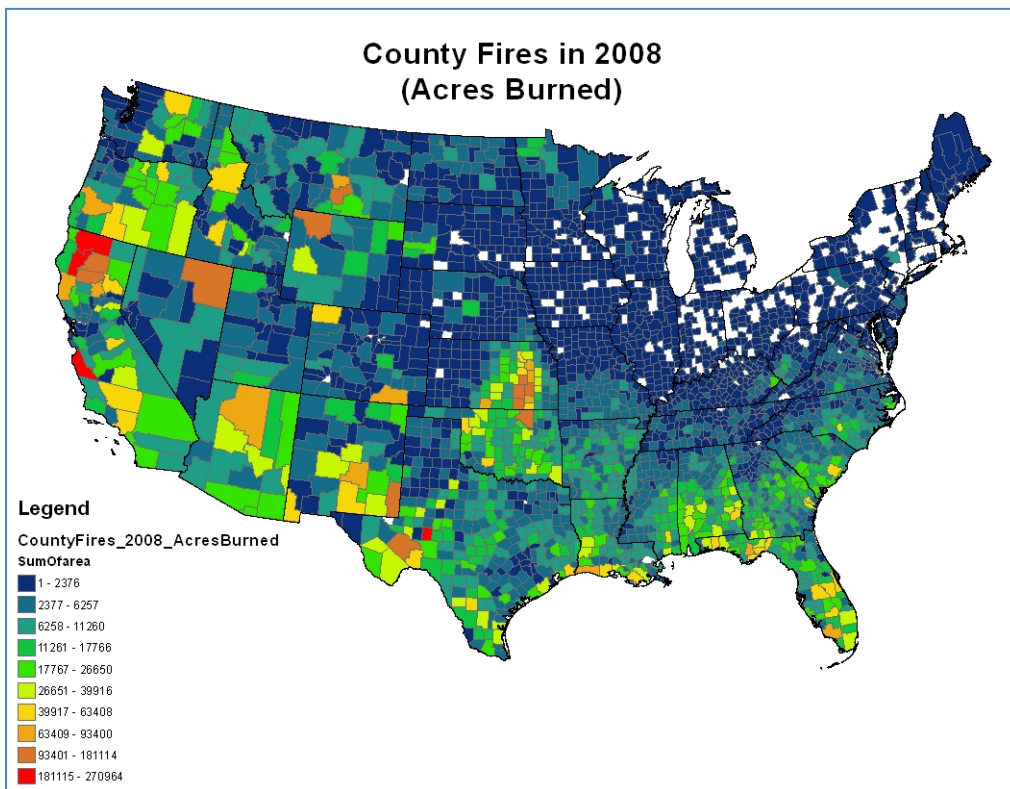 County Fires in 2008
(Acres Burned)
Legend
CountyFires_2008_AcresBurned
SumOfarea
1 - 2376
2377 - 6257
6258 - 11260
11261 - 17766
17767 - 26650
26651 - 39916
39917 - 63408
63409 - 93400
93401 - 181114
181115 - 270964